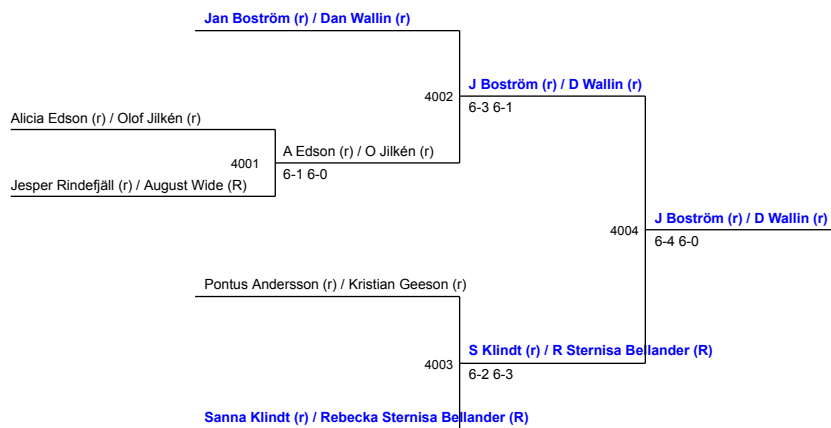 Jan Boström (r) / Dan Wallin (r)
4002
J Boström (r) / D Wallin (r)
6-3 6-1
Alicia Edson (r) / Olof Jilkén (r)
4001
A Edson (r) / O Jilkén (r)
6-1 6-0
Jesper Rindefjäll (r) / August Wide (R)
4004
J Boström (r) / D Wallin (r)
6-4 6-0
Pontus Andersson (r) / Kristian Geeson (r)
4003
S Klindt (r) / R Sternisa Bellander (R)
6-2 6-3
Sanna Klindt (r) / Rebecka Sternisa Bellander (R)